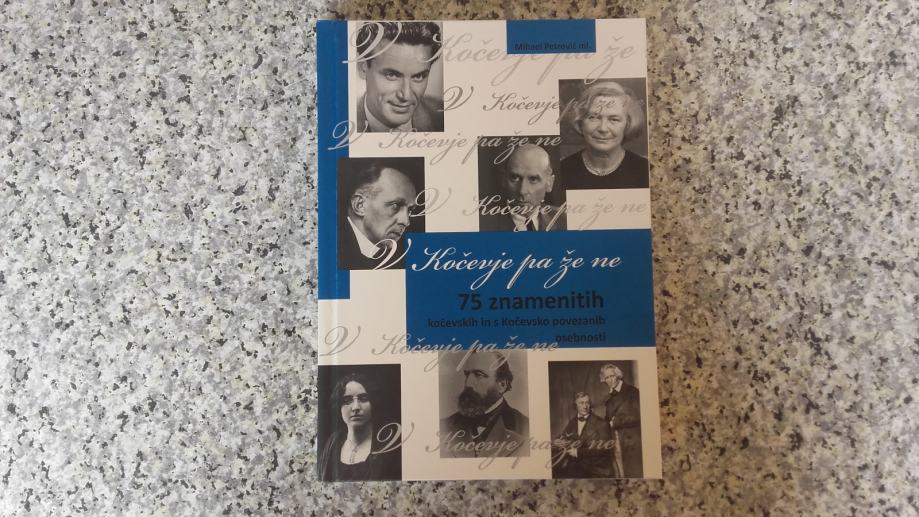 Mihael Petrovič ml.
V Kočevje pa že ne
V Kočevje pa že ne
V Kočevje pa že ne
V Kočevje pa že ne
V Kočevje pa že ne
75 znamenitih
kočevskih in s Kočevsko povezanih
osebnosti
V Kočevje pa že ne
V Kočevje pa že ne